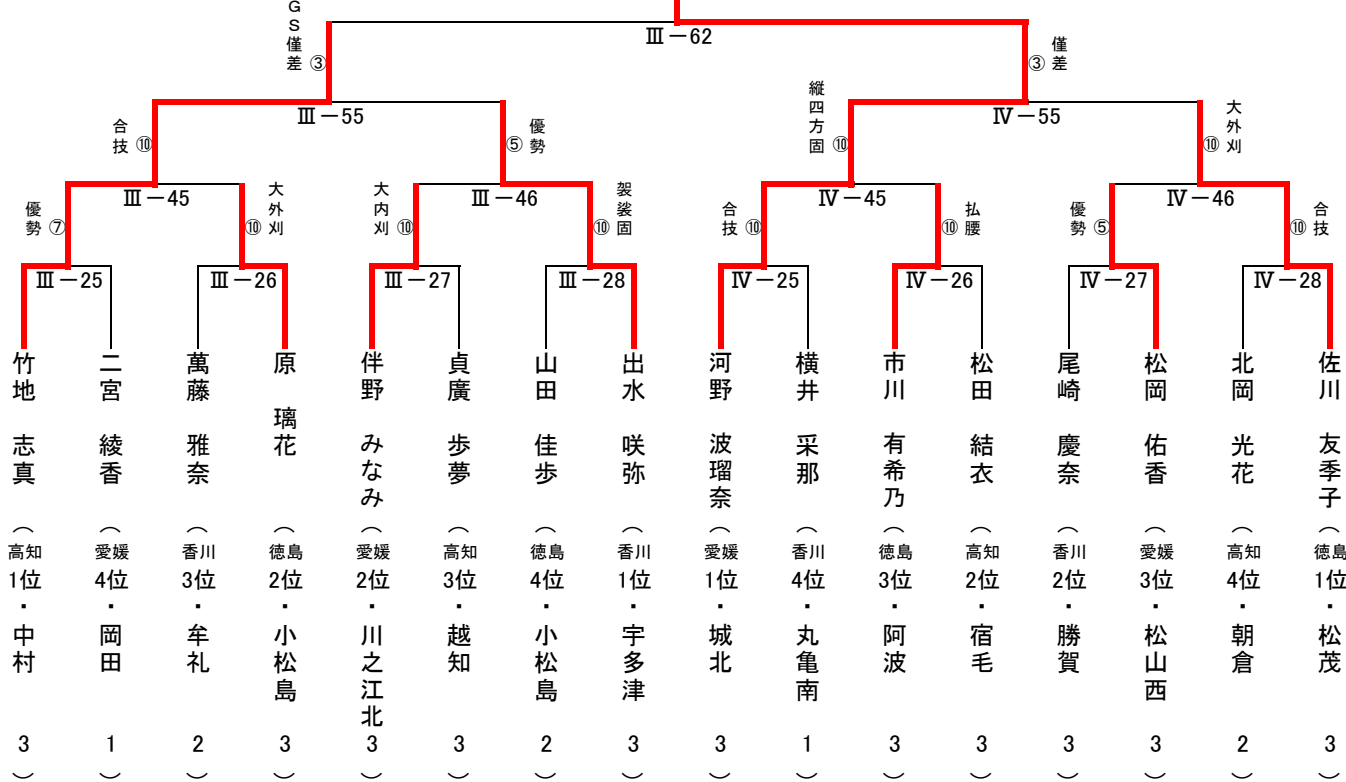 GS僅差 ③
Ⅲ－62
僅差 ③
合技 ⑩
Ⅲ－55
優勢 ⑤
縦四方固 ⑩
Ⅳ－55
大外刈 ⑩
優勢 ⑦
Ⅲ－45
大外刈 ⑩
大内刈 ⑩
Ⅲ－46
袈裟固 ⑩
合技 ⑩
Ⅳ－45
払腰 ⑩
優勢 ⑤
Ⅳ－46
合技 ⑩
Ⅲ－25
Ⅲ－26
Ⅲ－27
Ⅲ－28
Ⅳ－25
Ⅳ－26
Ⅳ－27
Ⅳ－28
竹地 志真 （高知1位・中村 3）
二宮 綾香 （愛媛4位・岡田 1）
萬藤 雅奈 （香川3位・牟礼 2）
原 璃花 （徳島2位・小松島 3）
伴野 みなみ （愛媛2位・川之江北 3）
貞廣 歩夢 （高知3位・越知 3）
山田 佳歩 （徳島4位・小松島 2）
出水 咲弥 （香川1位・宇多津 3）
河野 波瑠奈 （愛媛1位・城北 3）
横井 采那 （香川4位・丸亀南 1）
市川 有希乃 （徳島3位・阿波 3）
松田 結衣 （高知2位・宿毛 3）
尾崎 慶奈 （香川2位・勝賀 3）
松岡 佑香 （愛媛3位・松山西 3）
北岡 光花 （高知4位・朝倉 2）
佐川 友季子 （徳島1位・松茂 3）